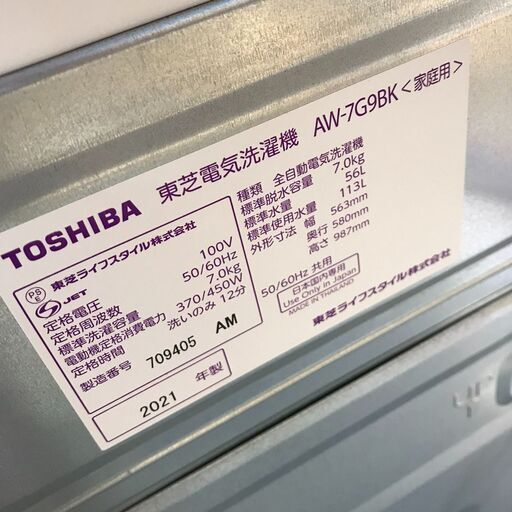 TOSHIBA 東芝電気洗濯機 AW-7G9BK<家庭用>
PS E 東芝ライフスタイル株式会社
S JET
定格電圧 100V
定格周波数 50/60Hz
標準洗濯容量 7.0kg
電動機定格消費電力 370/450W
定格時間 洗いのみ 12分
製造番号 709405 AM
2021 年製
種類 全自動電気洗濯機
標準脱水容量 7.0kg
標準水量 56L
標準使用水量 113L
外形寸法 幅 563mm
奥行 580mm
高さ 987mm
50/60Hz 共用
日本国内専用
Use Only in Japan
MADE IN THAILAND
東芝ライフスタイル株式会社